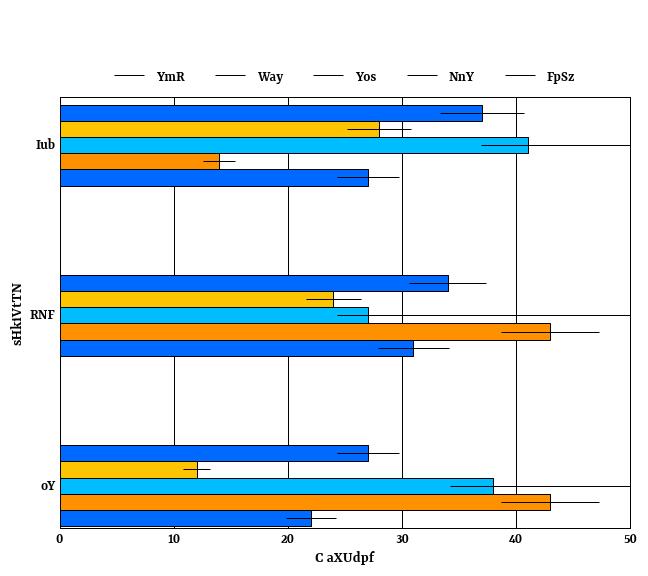 YmR Way Yos NnY FpSz
Iub
RNF
oY
sHkiVtTN
0 10 20 30 40 50
C aXUdpf